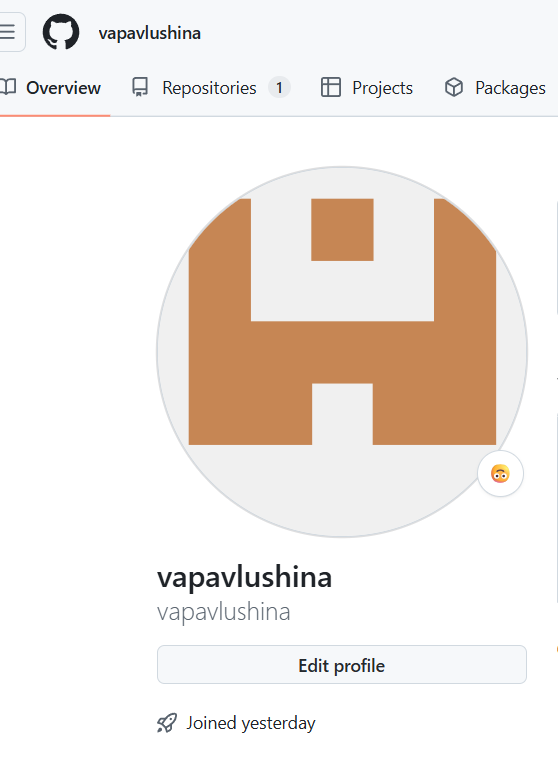 vapavlushina
Overview Repositories 1 Projects Packages
vapavlushina
vapavlushina
Edit profile
Joined yesterday